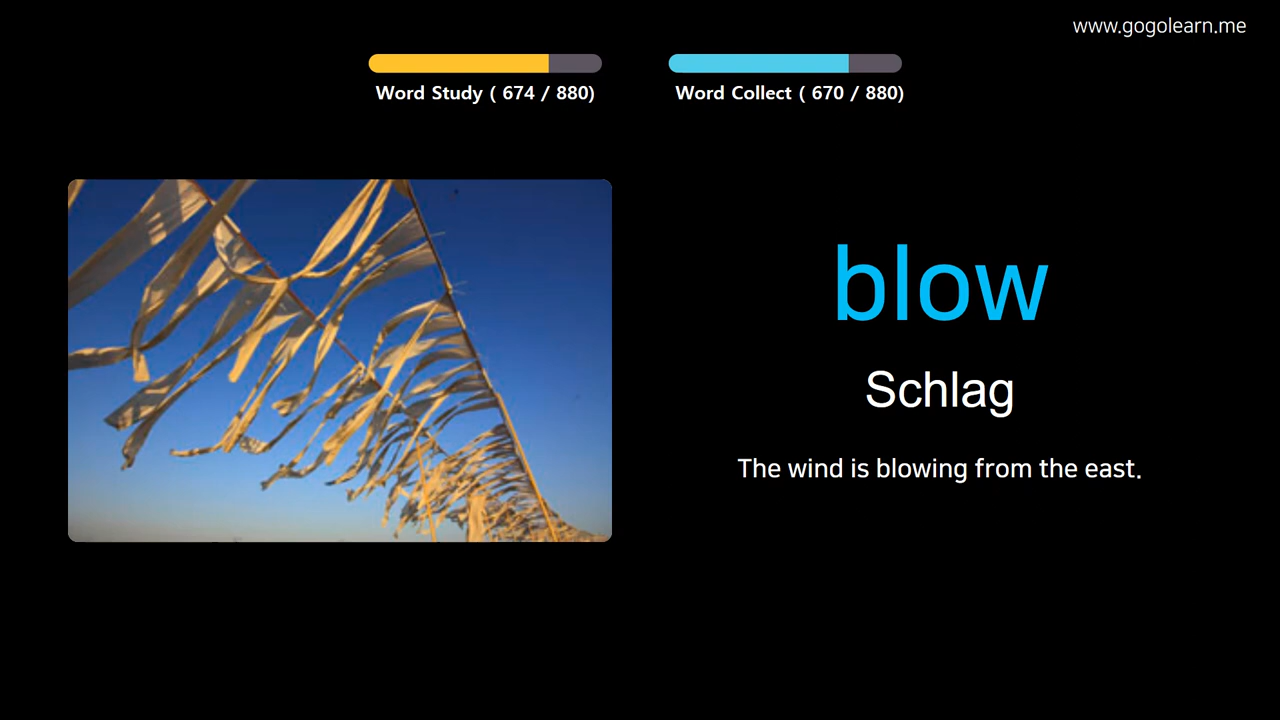 www.gogolearn.me
Word Study ( 674 / 880)
Word Collect ( 670 / 880)
blow
Schlag
The wind is blowing from the east.